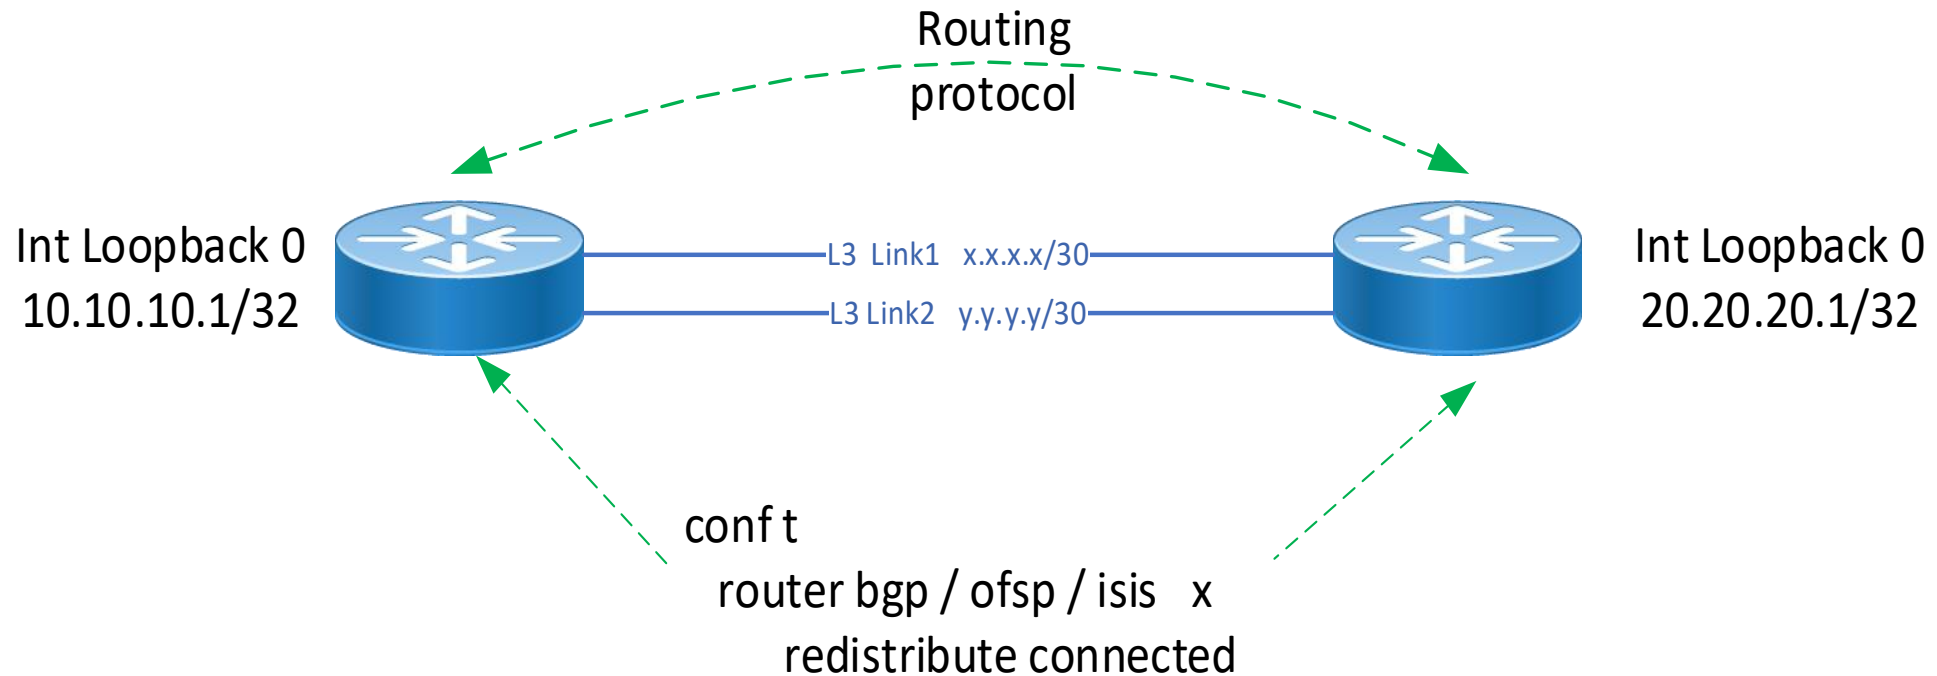 Routing
protocol
Int Loopback 0
10.10.10.1/32
L3 Link1 x.x.x.x/30
L3 Link2 y.y.y.y/30
Int Loopback 0
20.20.20.1/32
conf t
router bgp / ofsp / isis x
redistribute connected